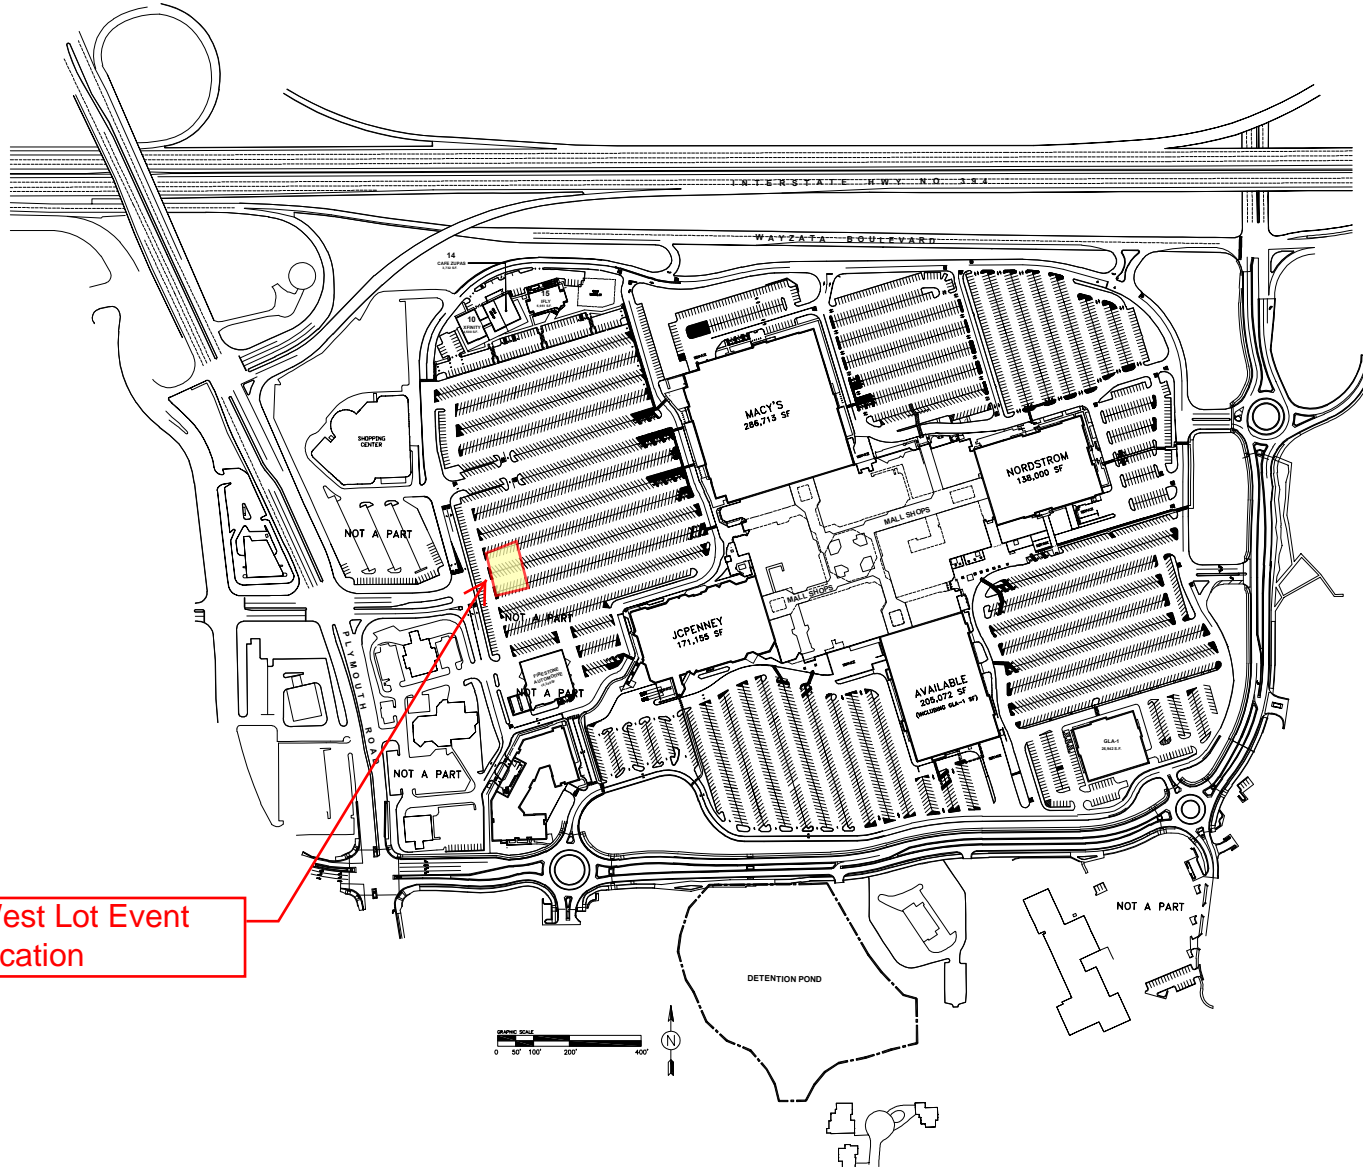 INTERSTATE HWY NO 394
WAYZATA BOULEVARD
14
CAFE ZUPAS
15
IFLY
10
XFINITY
MACY'S
286,713 SF
SHOPPING
CENTER
NORDSTROM
138,000 SF
MALL SHOPS
NOT A PART
MALL SHOPS
NOT A PART
JCPENNEY
171,155 SF
PLYMOUTH ROAD
FIRESTONE
AUTOMOTIVE
NOT A PART
AVAILABLE
205,072 SF
(INCLUDING GLA-1 SF)
GLA-1
NOT A PART
NOT A PART
West Lot Event
cation
DETENTION POND
GRAPHIC SCALE
0 50' 100' 200' 400'
N